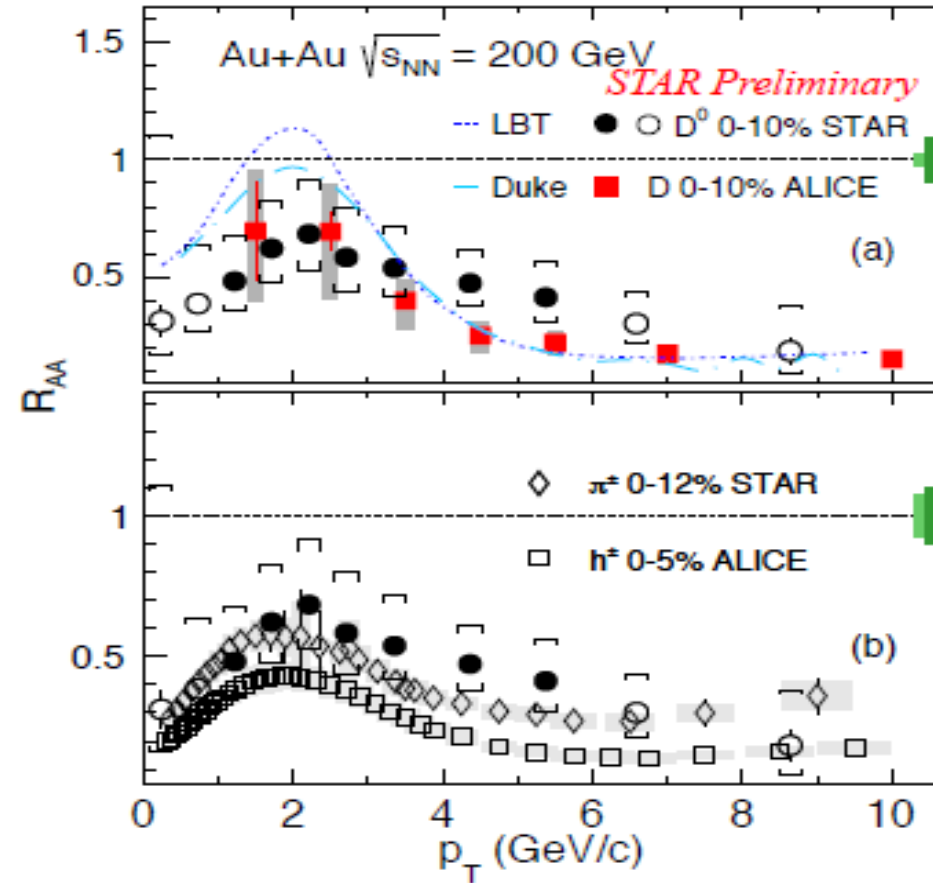 Au+Au √sNN = 200 GeV
STAR Preliminary
LBT
D⁰ 0-10% STAR
Duke
D 0-10% ALICE
(a)
1.5
1
0.5
RAA
π± 0-12% STAR
h± 0-5% ALICE
(b)
1
0.5
0 2 4 6 8 10
pT (GeV/c)